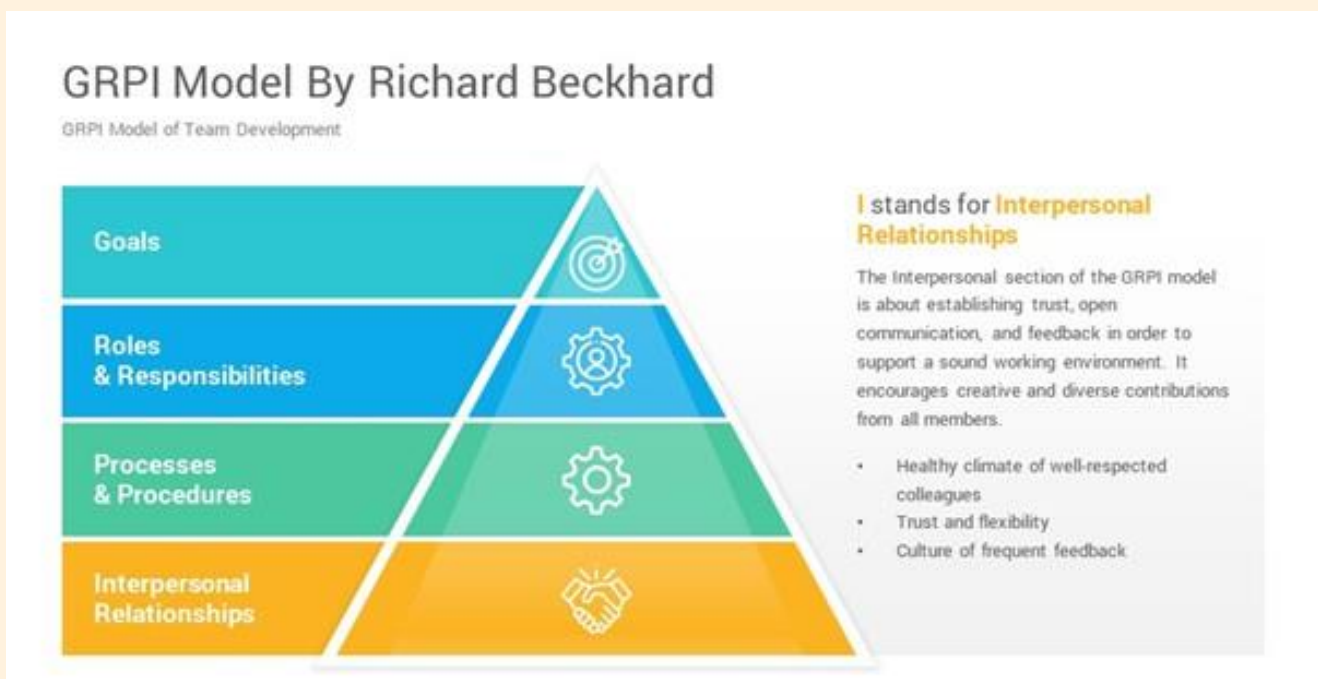 GRPI Model By Richard Beckhard
GRPI Model of Team Development
Goals
Roles
& Responsibilities
Processes
& Procedures
Interpersonal
Relationships
I stands for Interpersonal
Relationships
The Interpersonal section of the GRPI model
is about establishing trust, open
communication, and feedback in order to
support a sound working environment. It
encourages creative and diverse contributions
from all members.
• Healthy climate of well-respected
colleagues
• Trust and flexibility
• Culture of frequent feedback